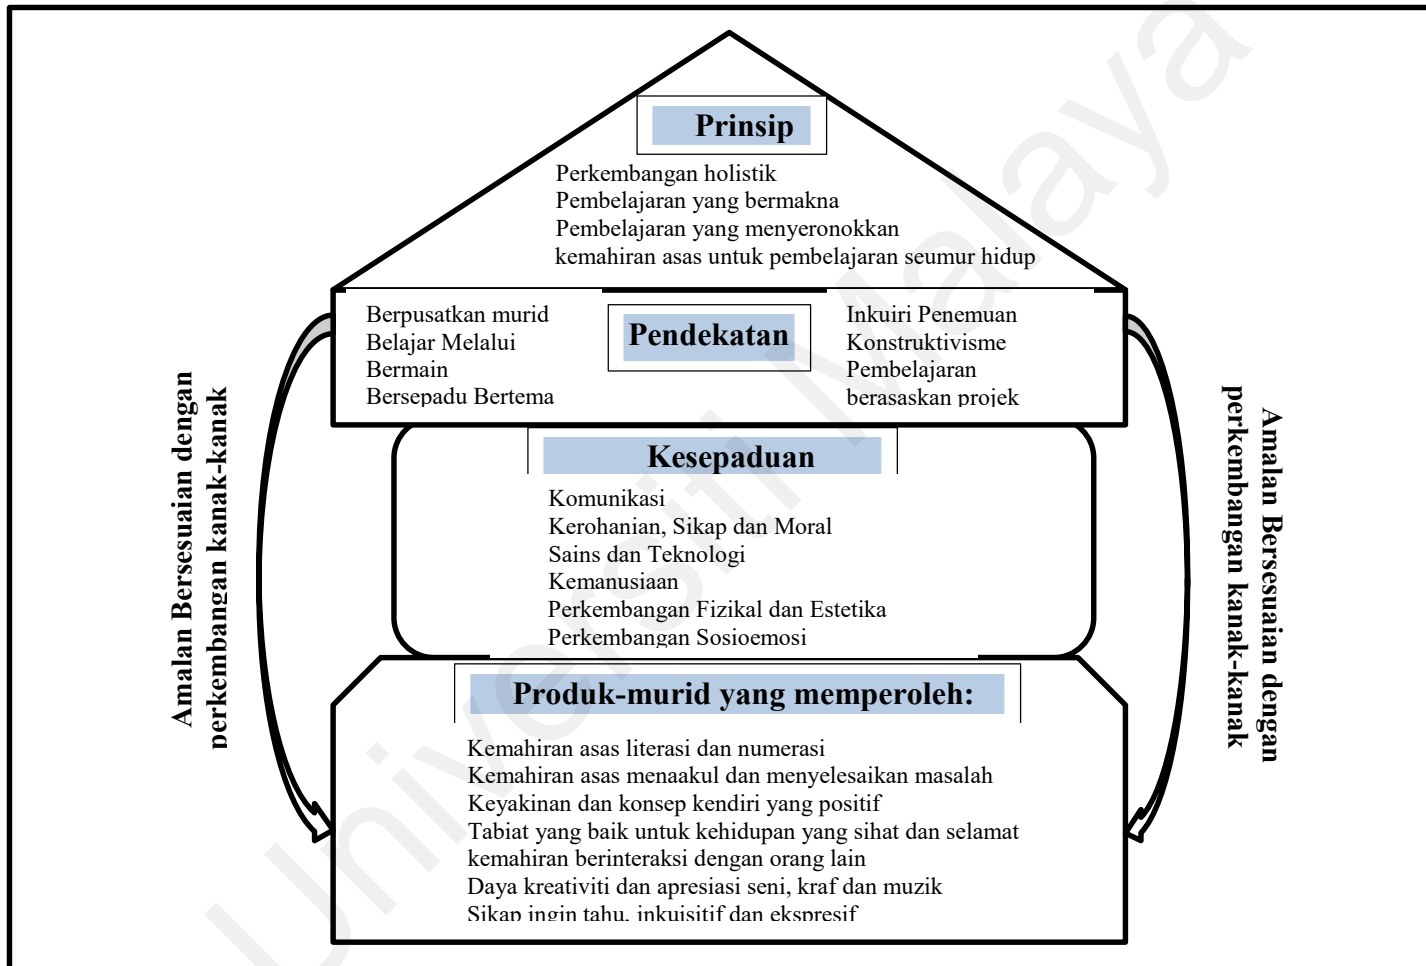 Prinsip
Perkembangan holistik
Pembelajaran yang bermakna
Pembelajaran yang menyeronokkan
kemahiran asas untuk pembelajaran seumur hidup
Berpusatkan murid
Belajar Melalui
Bermain
Bersepadu Bertema
Pendekatan
Inkuiri Penemuan
Konstruktivisme
Pembelajaran
berasaskan projek
Amalan Bersesuaian dengan
perkembangan kanak-kanak
Amalan Bersesuaian dengan
perkembangan kanak-kanak
Kesepaduan
Komunikasi
Kerohanian, Sikap dan Moral
Sains dan Teknologi
Kemanusiaan
Perkembangan Fizikal dan Estetika
Perkembangan Sosioemosi
Produk-murid yang memperoleh:
Kemahiran asas literasi dan numerasi
Kemahiran asas menaakul dan menyelesaikan masalah
Keyakinan dan konsep kendiri yang positif
Tabiat yang baik untuk kehidupan yang sihat dan selamat
kemahiran berinteraksi dengan orang lain
Daya kreativiti dan apresiasi seni, kraf dan muzik
Sikap ingin tahu, inkuisitif dan ekspresif
Universiti Malaya